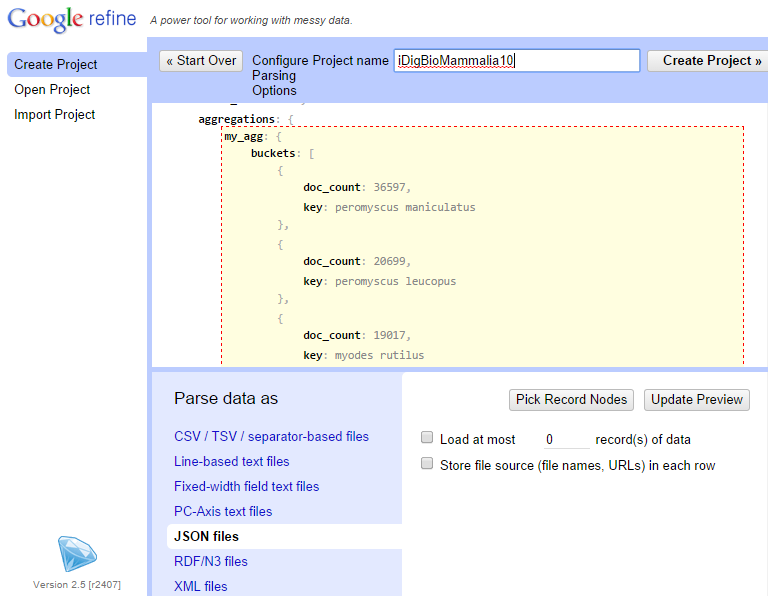 Google refine A power tool for working with messy data.
Create Project
Open Project
Import Project
« Start Over Configure Project name iDigBioMammalia10 Create Project »
Parsing
Options
aggregations: {
my_agg: {
buckets: [
{
doc_count: 36597,
key: peromyscus maniculatus
},
{
doc_count: 20699,
key: peromyscus leucopus
},
{
doc_count: 19017,
key: myodes rutilus
Parse data as
CSV / TSV / separator-based files
Line-based text files
Fixed-width field text files
PC-Axis text files
JSON files
RDF/N3 files
XML files
Pick Record Nodes Update Preview
Load at most 0 record(s) of data
Store file source (file names, URLs) in each row
Version 2.5 [r2407]